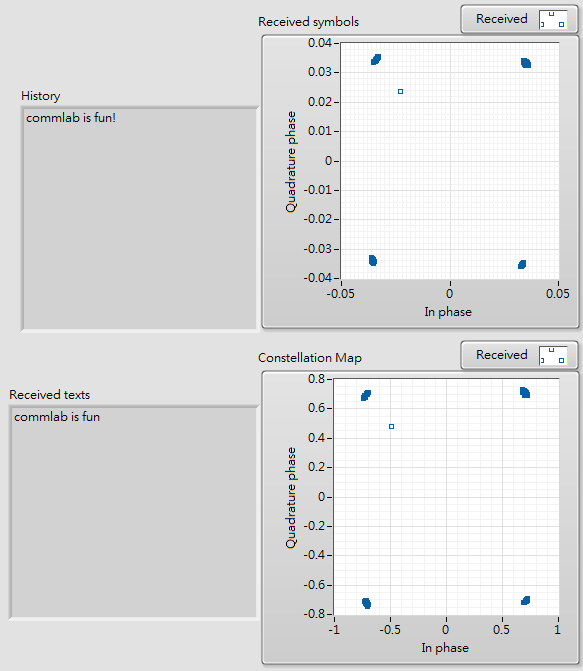 Received symbols
Received
0.04
0.03
0.02
0.01
0
-0.01
-0.02
-0.03
-0.04
Quadrature phase
-0.05
0
0.05
In phase
History
commlab is fun!
Constellation Map
Received
0.8
0.6
0.4
0.2
0
-0.2
-0.4
-0.6
-0.8
Quadrature phase
-1
-0.5
0
0.5
1
In phase
Received texts
commlab is fun